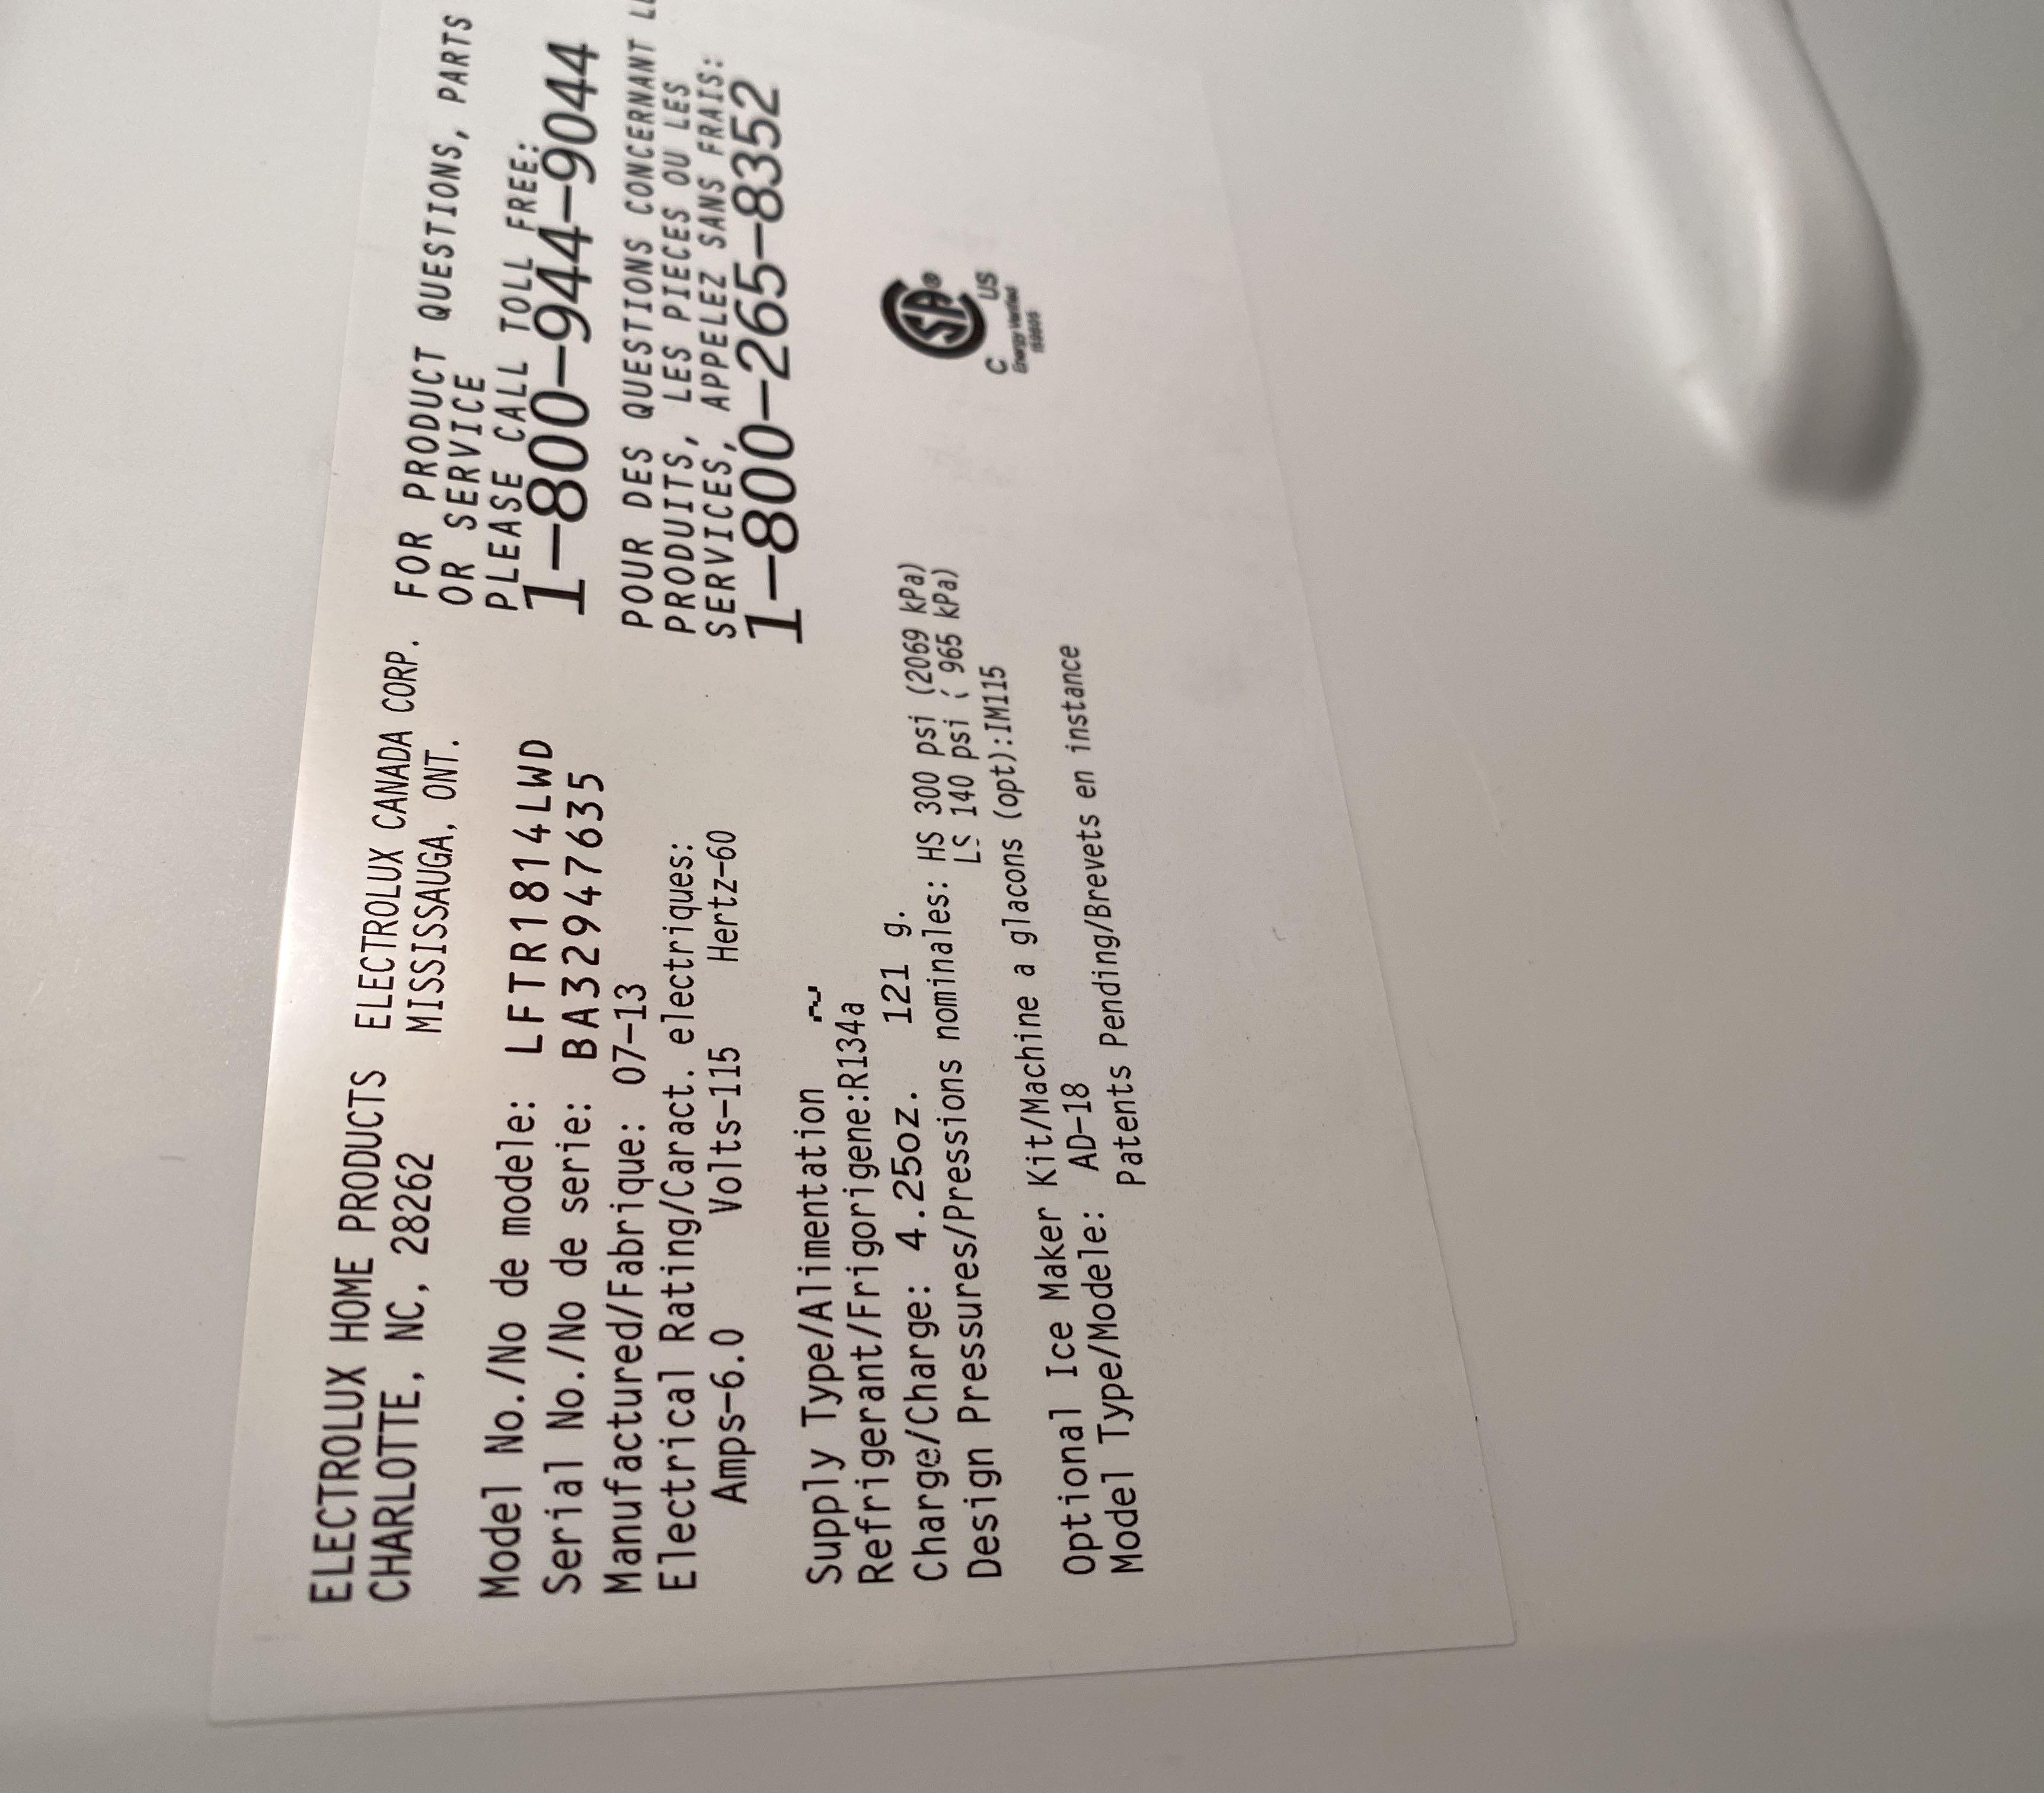 ELECTROLUX HOME PRODUCTS ELECTROLUX CANADA CORP.
CHARLOTTE, NC, 28262 MISSISSAUGA, ONT.
FOR PRODUCT QUESTIONS, PARTS
OR SERVICE
PLEASE CALL TOLL FREE:
1-800-944-9044
POUR DES QUESTIONS CONCERNANT
PRODUITS, LES PIECES OU LES
SERVICES, APPELEZ SANS FRAIS:
1-800-265-8352
Model No./No de modele: LFTR1814LWD
Serial No./No de serie: BA32947635
Manufactured/Fabrique: 07-13
Electrical Rating/Caract. electriques:
Amps-6.0 Volts-115 Hertz-60
Supply Type/Alimentation ~
Refrigerant/Frigorigene:R134a
Charge/Charge: 4.25oz. 121 g.
Design Pressures/Pressions nominales: HS 300 psi (2069 kPa)
LS 140 psi ( 965 kPa)
Optional Ice Maker Kit/Machine a glacons (opt):IM115
Model Type/Modele: AD-18
Patents Pending/Brevets en instance
SA®
C US
Energy Verified